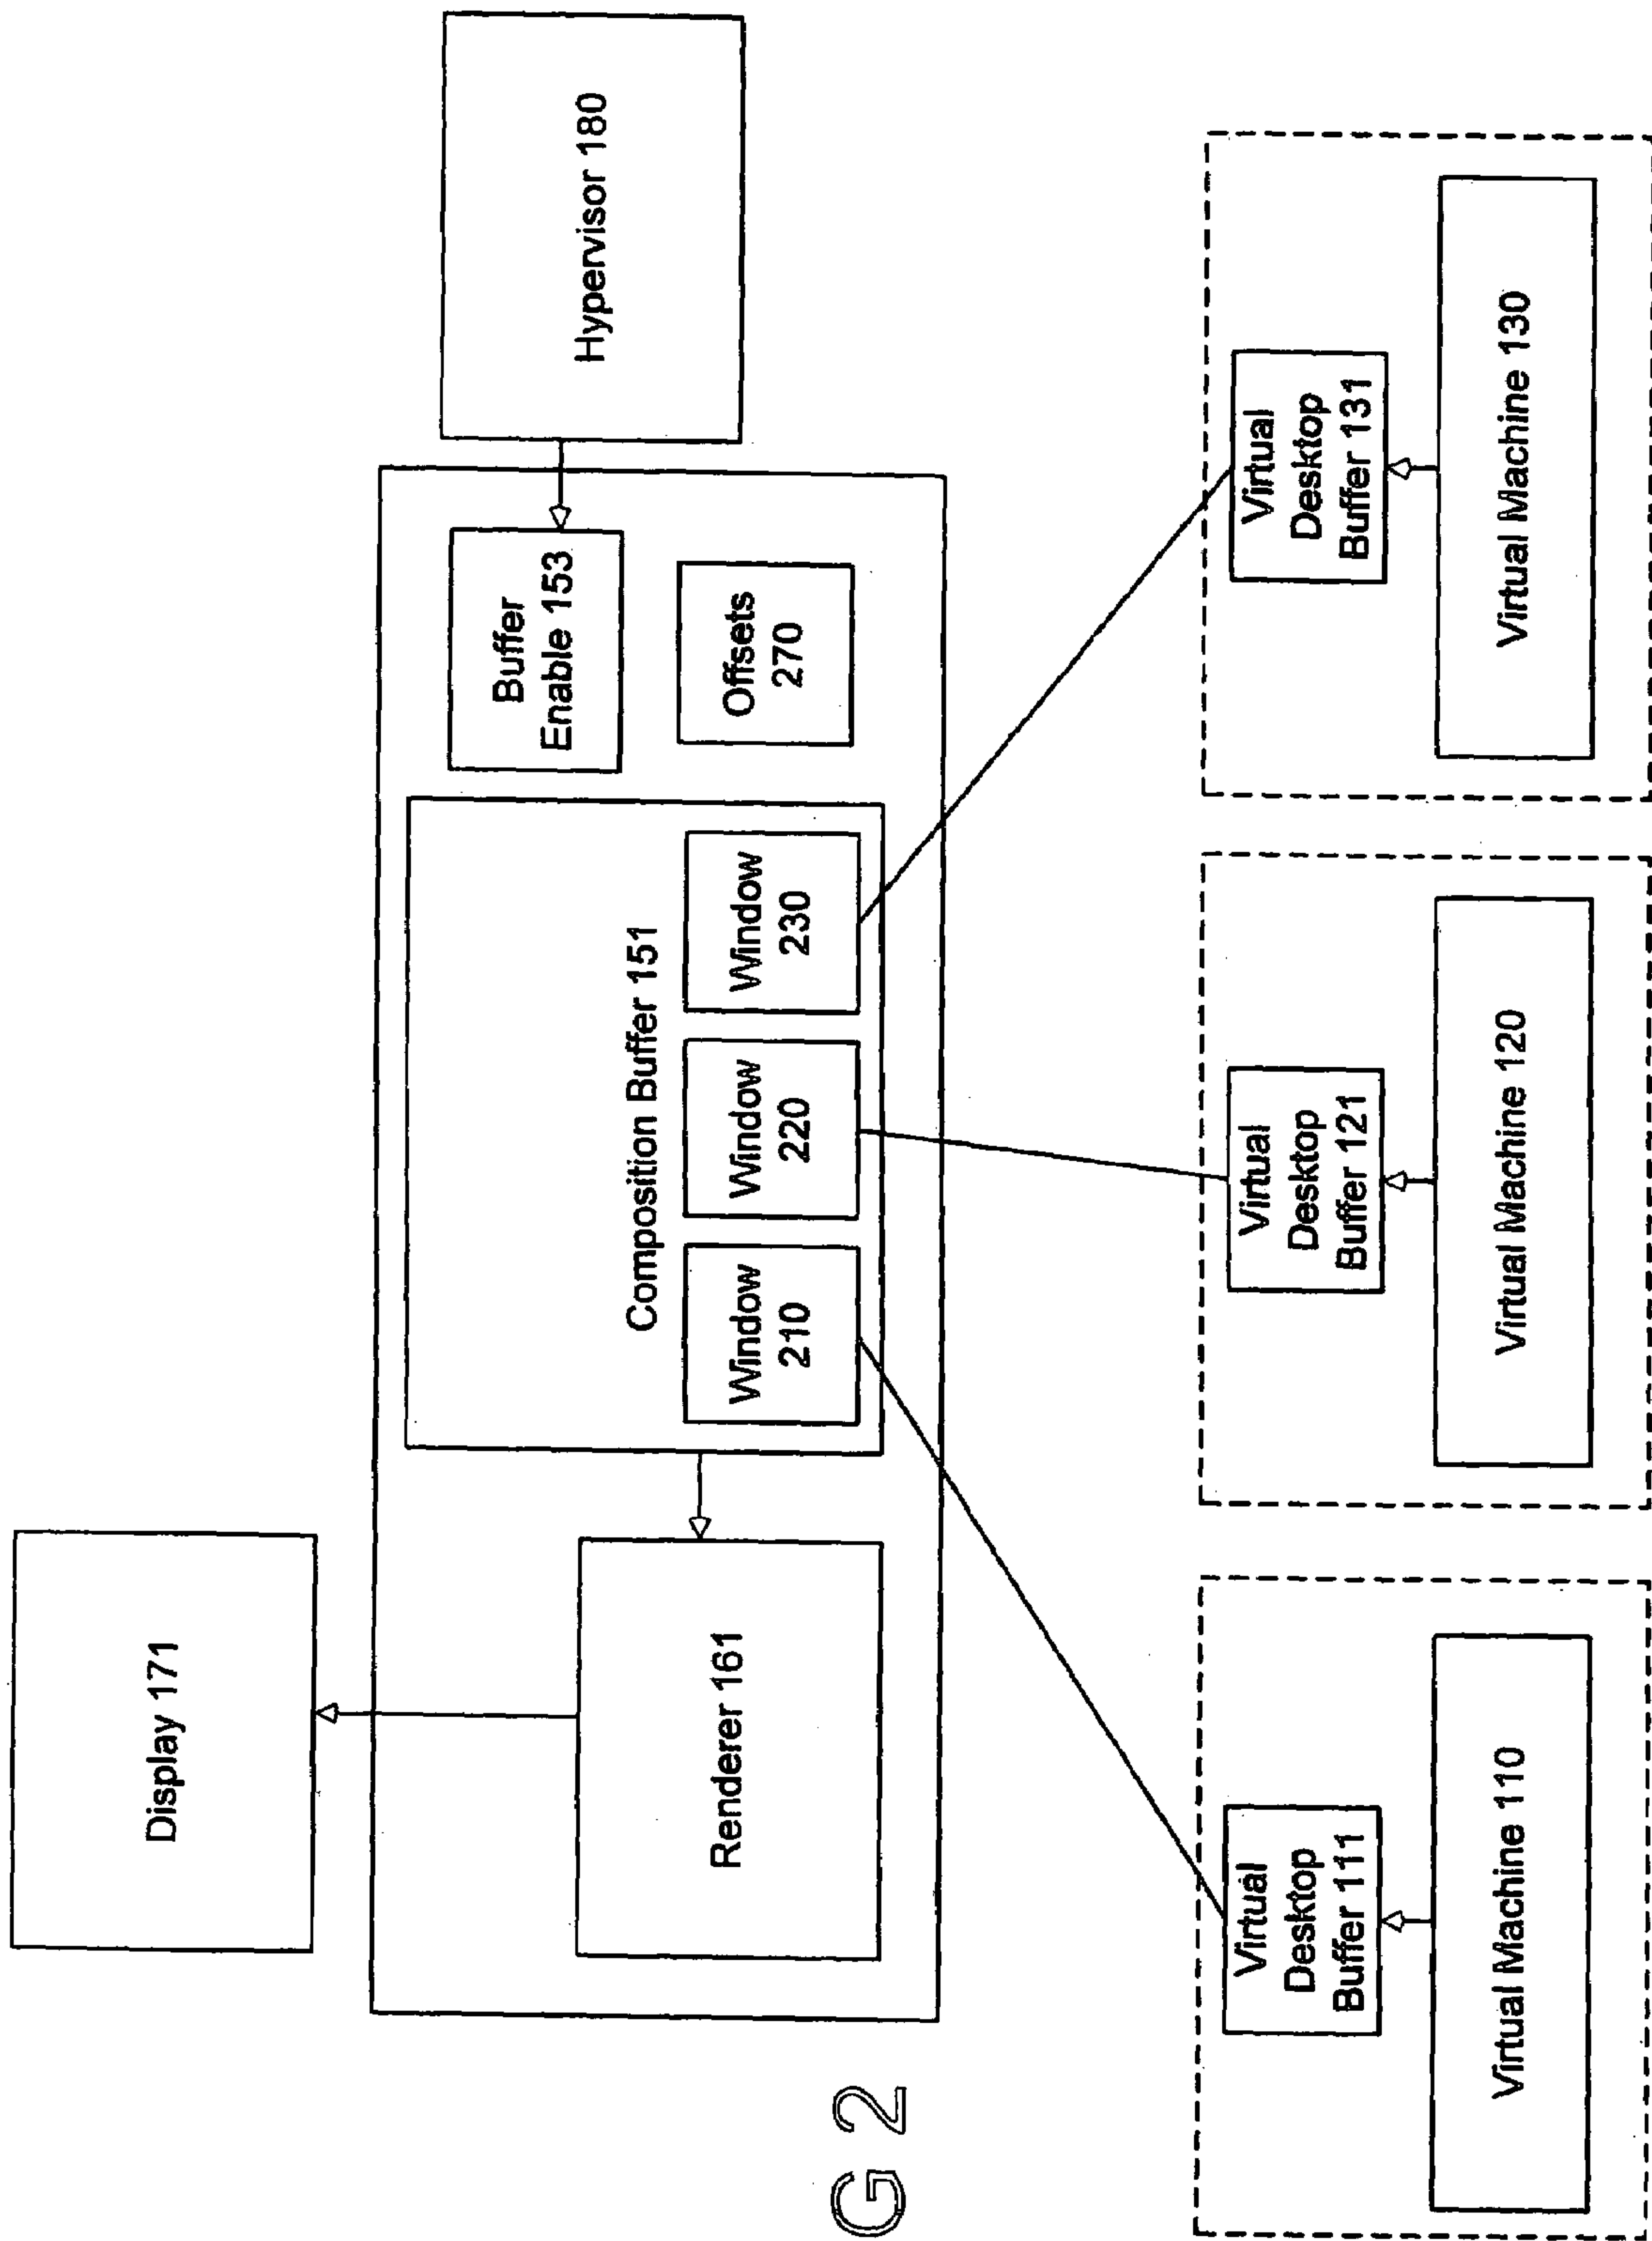 Display 171
Hypervisor 180
Buffer
Enable 153
Composition Buffer 151
Offsets
270
Renderer 161
Window
210
Window
220
Window
230
Virtual
Desktop
Buffer 111
Virtual
Desktop
Buffer 121
Virtual
Desktop
Buffer 131
Virtual Machine 110
Virtual Machine 120
Virtual Machine 130
G 2